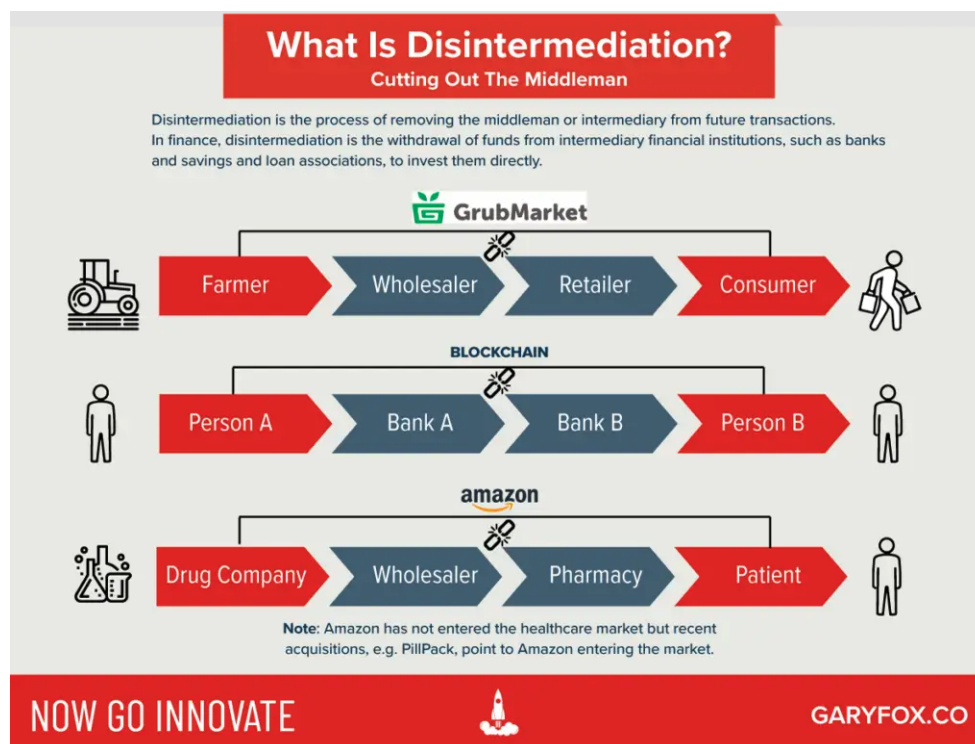 What Is Disintermediation?
Cutting Out The Middleman
Disintermediation is the process of removing the middleman or intermediary from future transactions.
In finance, disintermediation is the withdrawal of funds from intermediary financial institutions, such as banks
and savings and loan associations, to invest them directly.
GrubMarket
Farmer Wholesaler Retailer Consumer
BLOCKCHAIN
Person A Bank A Bank B Person B
amazon
Drug Company Wholesaler Pharmacy Patient
Note: Amazon has not entered the healthcare market but recent
acquisitions, e.g. PillPack, point to Amazon entering the market.
NOW GO INNOVATE GARYFOX.CO